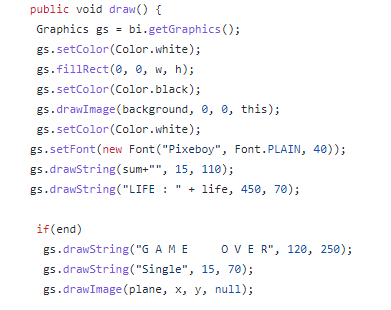 public void draw() {
Graphics gs = bi.getGraphics();
gs.setColor(Color.white);
gs.fillRect(0, 0, w, h);
gs.setColor(Color.black);
gs.drawImage(background, 0, 0, this);
gs.setColor(Color.white);
gs.setFont(new Font("Pixeboy", Font.PLAIN, 40));
gs.drawString(sum+"", 15, 110);
gs.drawString("LIFE : " + life, 450, 70);
if(end)
gs.drawString("G A M E     O V E R", 120, 250);
gs.drawString("Single", 15, 70);
gs.drawImage(plane, x, y, null);